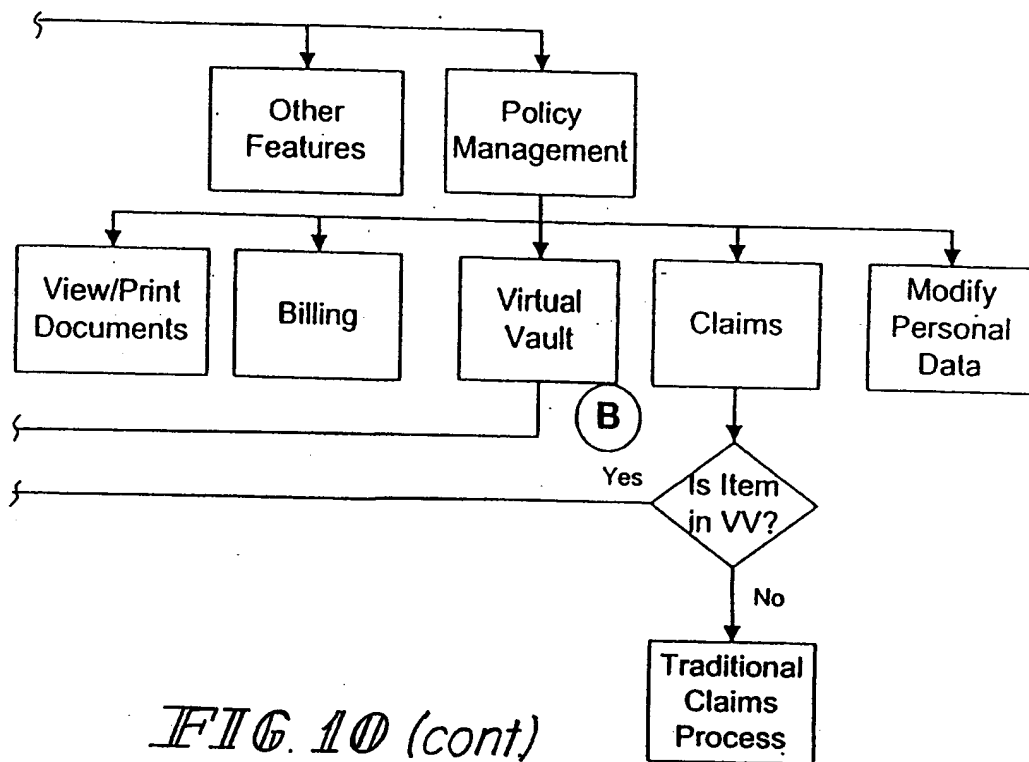 Other
Features
Policy
Management
View/Print
Documents
Billing
Virtual
Vault
Claims
Modify
Personal
Data
B
Yes
Is Item
in VV?
No
Traditional
Claims
Process
FIG. 10 (cont)